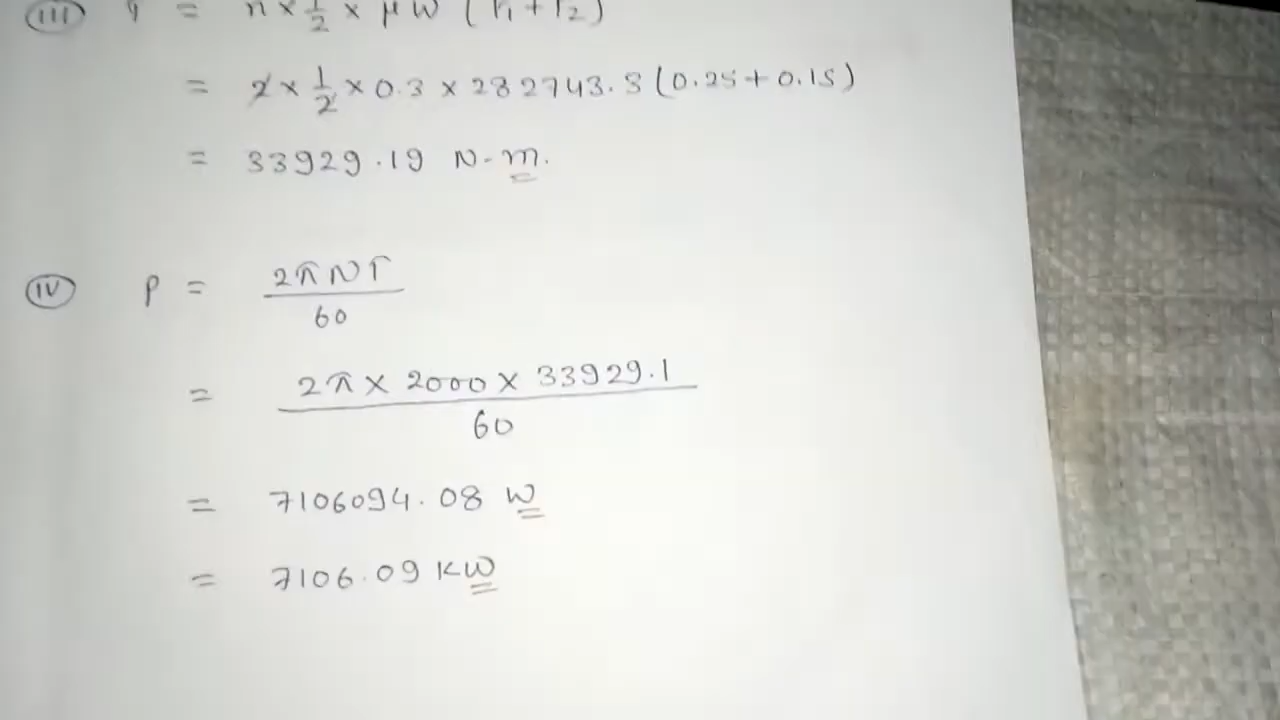 (III) T = n × 1/2 × μ W (r1 + r2)
= 2 × 1/2 × 0.3 × 282743.3 (0.25 + 0.15)
= 33929.19 N-m.
(IV) P = 2πNT / 60
= 2π × 2000 × 33929.1 / 60
= 7106094.08 W
= 7106.09 KW